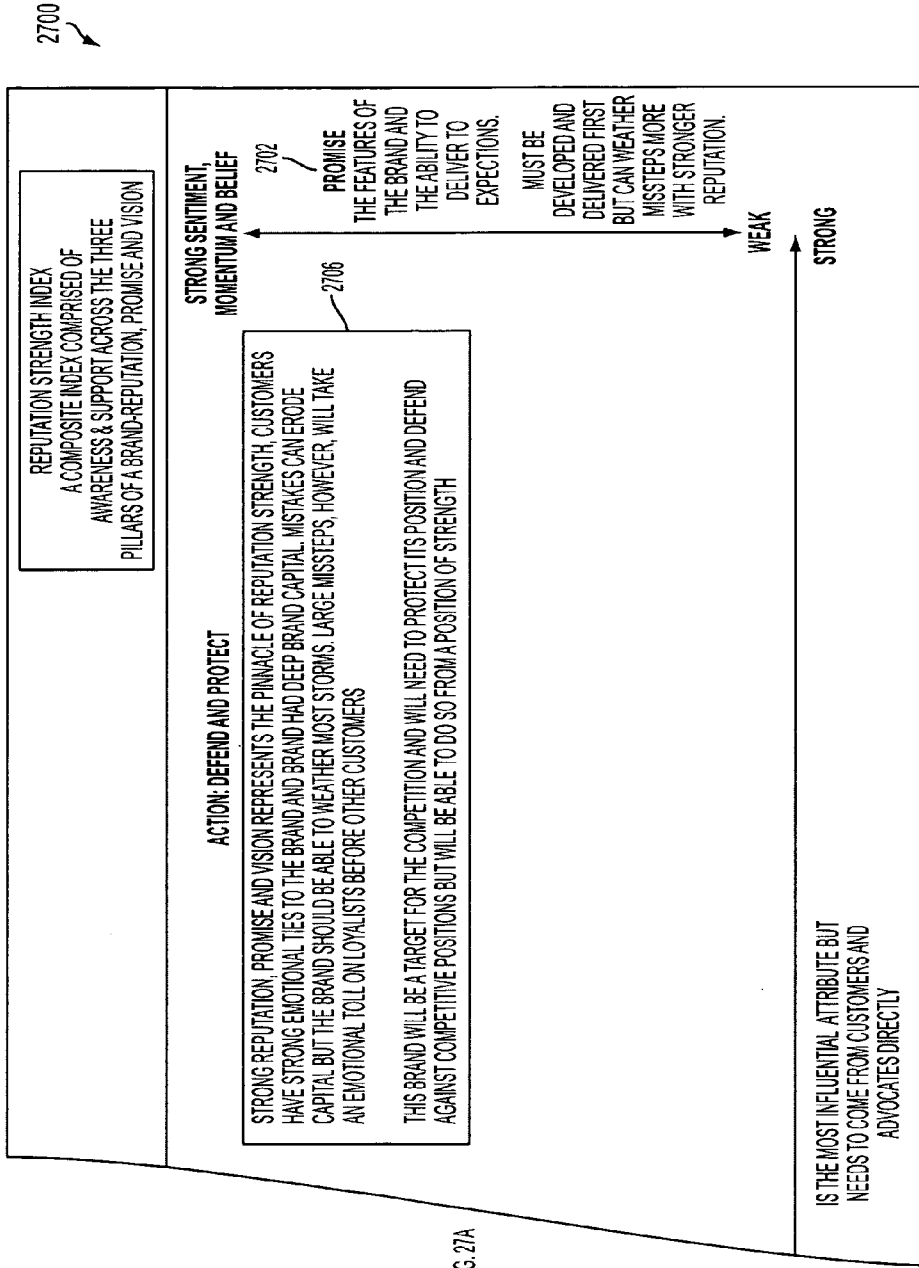 2700
REPUTATION STRENGTH INDEX
A COMPOSITE INDEX COMPRISED OF
AWARENESS & SUPPORT ACROSS THE THREE
PILLARS OF A BRAND-REPUTATION, PROMISE AND VISION
ACTION: DEFEND AND PROTECT
STRONG REPUTATION, PROMISE AND VISION REPRESENTS THE PINNACLE OF REPUTATION STRENGTH, CUSTOMERS
HAVE STRONG EMOTIONAL TIES TO THE BRAND AND BRAND HAD DEEP BRAND CAPITAL. MISTAKES CAN ERODE
CAPITAL BUT THE BRAND SHOULD BE ABLE TO WEATHER MOST STORMS. LARGE MISSTEPS, HOWEVER, WILL TAKE
AN EMOTIONAL TOLL ON LOYALISTS BEFORE OTHER CUSTOMERS
THIS BRAND WILL BE A TARGET FOR THE COMPETITION AND WILL NEED TO PROTECT ITS POSITION AND DEFEND
AGAINST COMPETITIVE POSITIONS BUT WILL BE ABLE TO DO SO FROM A POSITION OF STRENGTH
2706
STRONG SENTIMENT,
MOMENTUM AND BELIEF
2702
PROMISE
THE FEATURES OF
THE BRAND AND
THE ABILITY TO
DELIVER TO
EXPECTIONS.
MUST BE
DEVELOPED AND
DELIVERED FIRST
BUT CAN WEATHER
MISSTEPS MORE
WITH STRONGER
REPUTATION.
WEAK
STRONG
IS THE MOST INFLUENTIAL ATTRIBUTE BUT
NEEDS TO COME FROM CUSTOMERS AND
ADVOCATES DIRECTLY
G. 27A